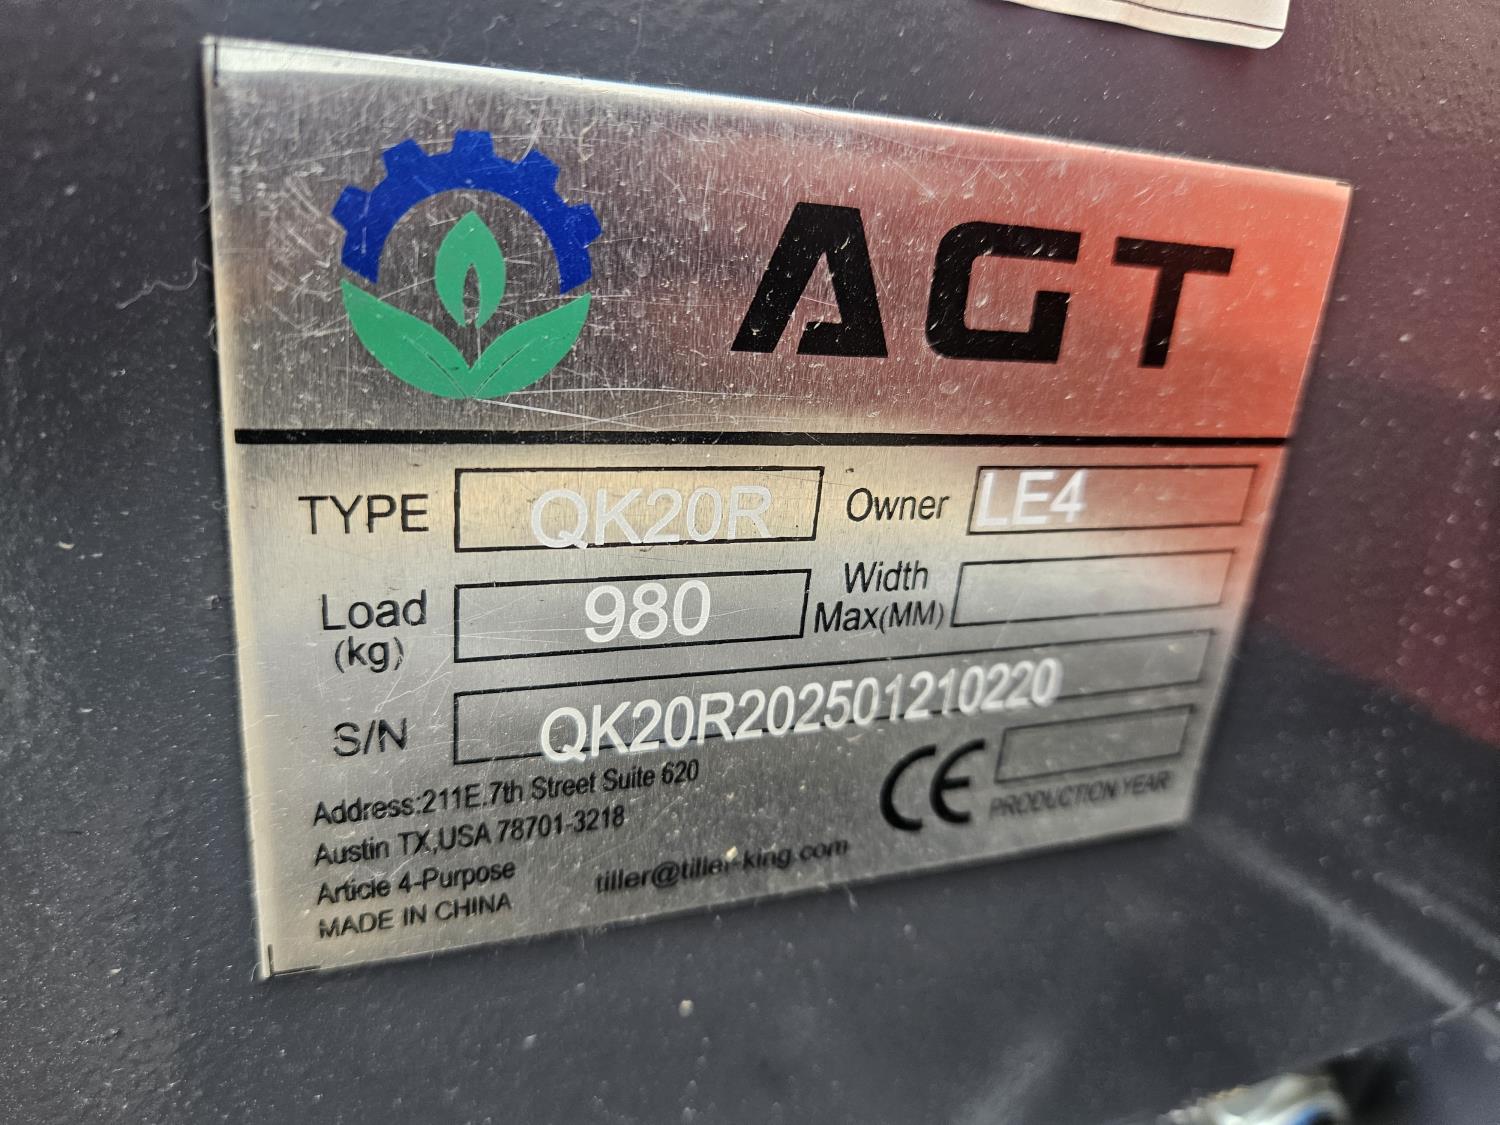 AGT
TYPE QK20R Owner LE4
Load (kg) 980 Width Max(MM)
S/N QK20R202501210220
Address:211E.7th Street Suite 620
Austin TX,USA 78701-3218
Article 4-Purpose
MADE IN CHINA
tiller@tiller-king.com
CE PRODUCTION YEAR